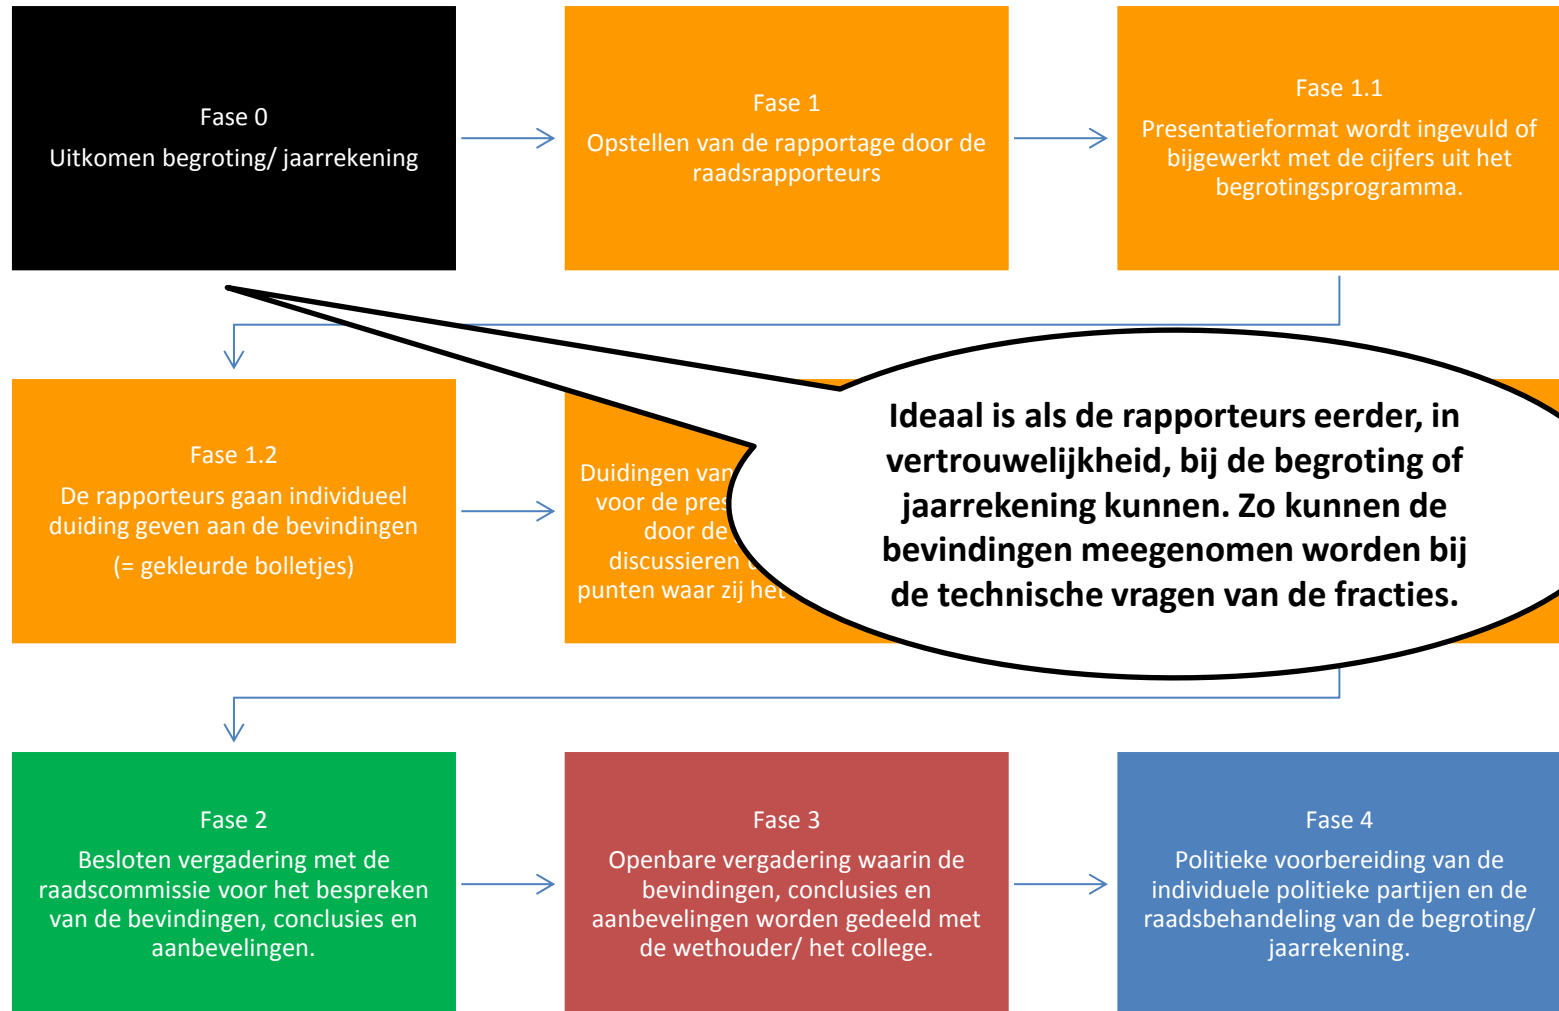 Fase 0
Uitkomen begroting/ jaarrekening
Fase 1
Opstellen van de rapportage door de
raadsrapporteurs
Fase 1.1
Presentatieformat wordt ingevuld of
bijgewerkt met de cijfers uit het
begrotingsprogramma.
Fase 1.2
De rapporteurs gaan individueel
duiding geven aan de bevindingen
(= gekleurde bolletjes)
Duidingen van
voor de
door de
discussieren
punten waar zij het
Ideaal is als de rapporteurs eerder, in
vertrouwelijkheid, bij de begroting of
jaarrekening kunnen. Zo kunnen de
bevindingen meegenomen worden bij
de technische vragen van de fracties.
Fase 2
Besloten vergadering met de
raadscommissie voor het bespreken
van de bevindingen, conclusies en
aanbevelingen.
Fase 3
Openbare vergadering waarin de
bevindingen, conclusies en
aanbevelingen worden gedeeld met
de wethouder/ het college.
Fase 4
Politieke voorbereiding van de
individuele politieke partijen en de
raadsbehandeling van de begroting/
jaarrekening.